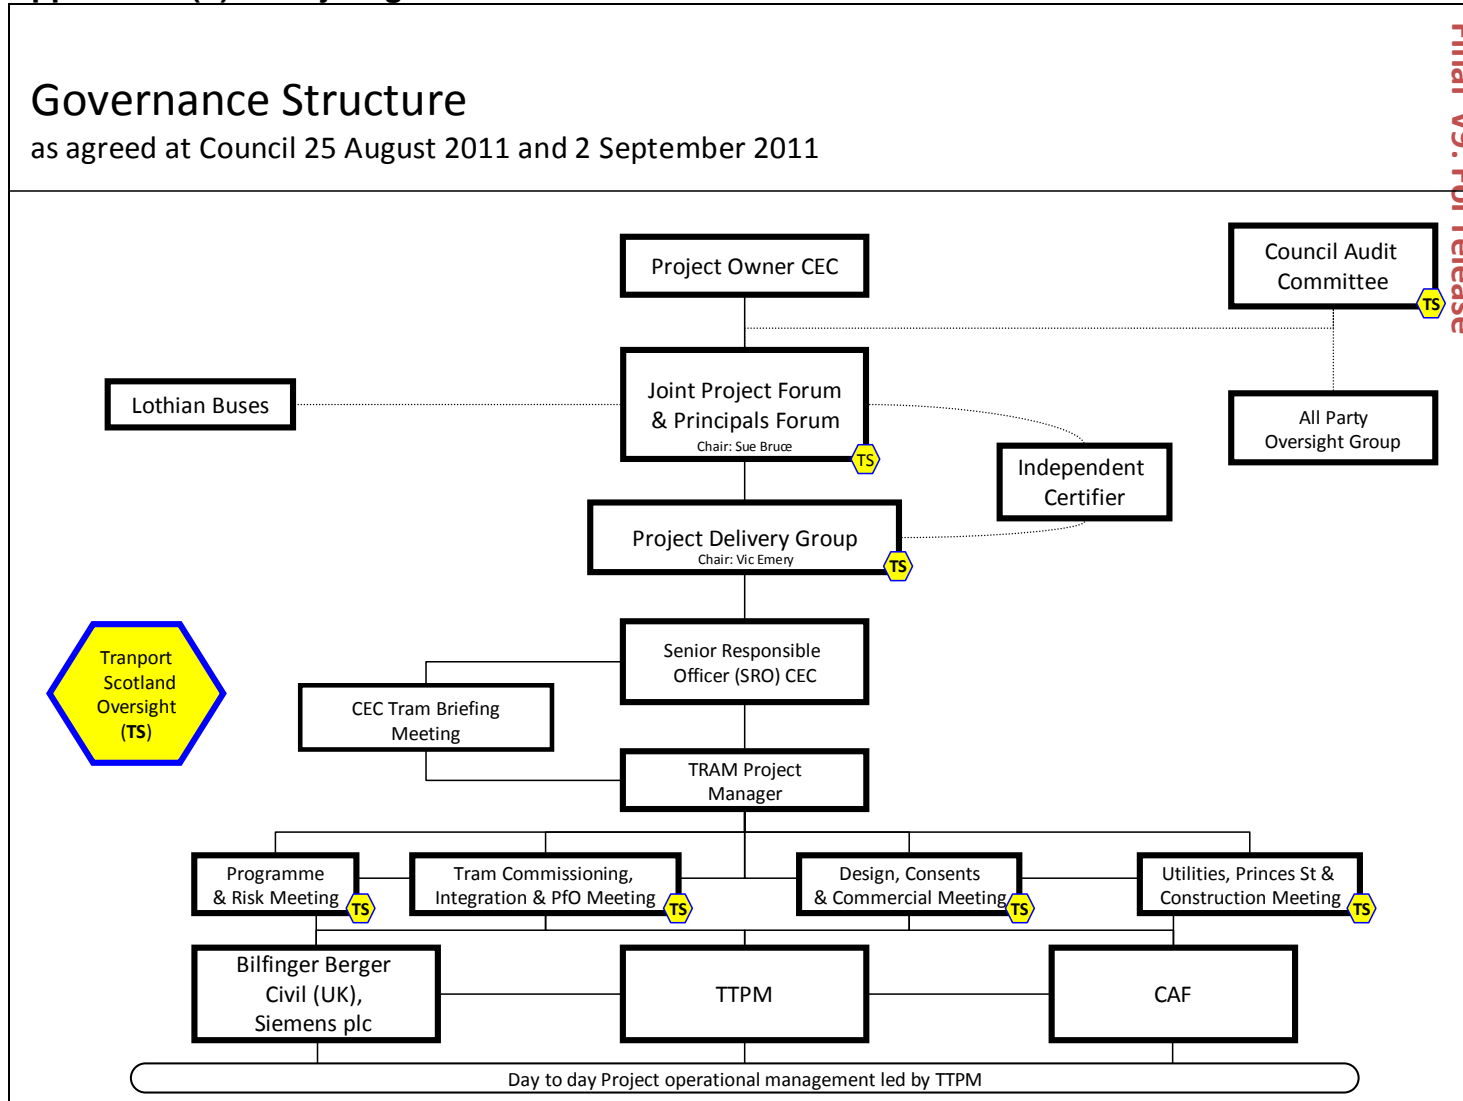 Governance Structure
as agreed at Council 25 August 2011 and 2 September 2011
Final V9. For release
Project Owner CEC
Council Audit
Committee
TS
Lothian Buses
Joint Project Forum
& Principals Forum
Chair: Sue Bruce
TS
All Party
Oversight Group
Independent
Certifier
Project Delivery Group
Chair: Vic Emery
TS
Tranport
Scotland
Oversight
(TS)
Senior Responsible
Officer (SRO) CEC
CEC Tram Briefing
Meeting
TRAM Project
Manager
Programme
& Risk Meeting
TS
Tram Commissioning,
Integration & PfO Meeting
TS
Design, Consents
& Commercial Meeting
TS
Utilities, Princes St &
Construction Meeting
TS
Bilfinger Berger
Civil (UK),
Siemens plc
TTPM
CAF
Day to day Project operational management led by TTPM